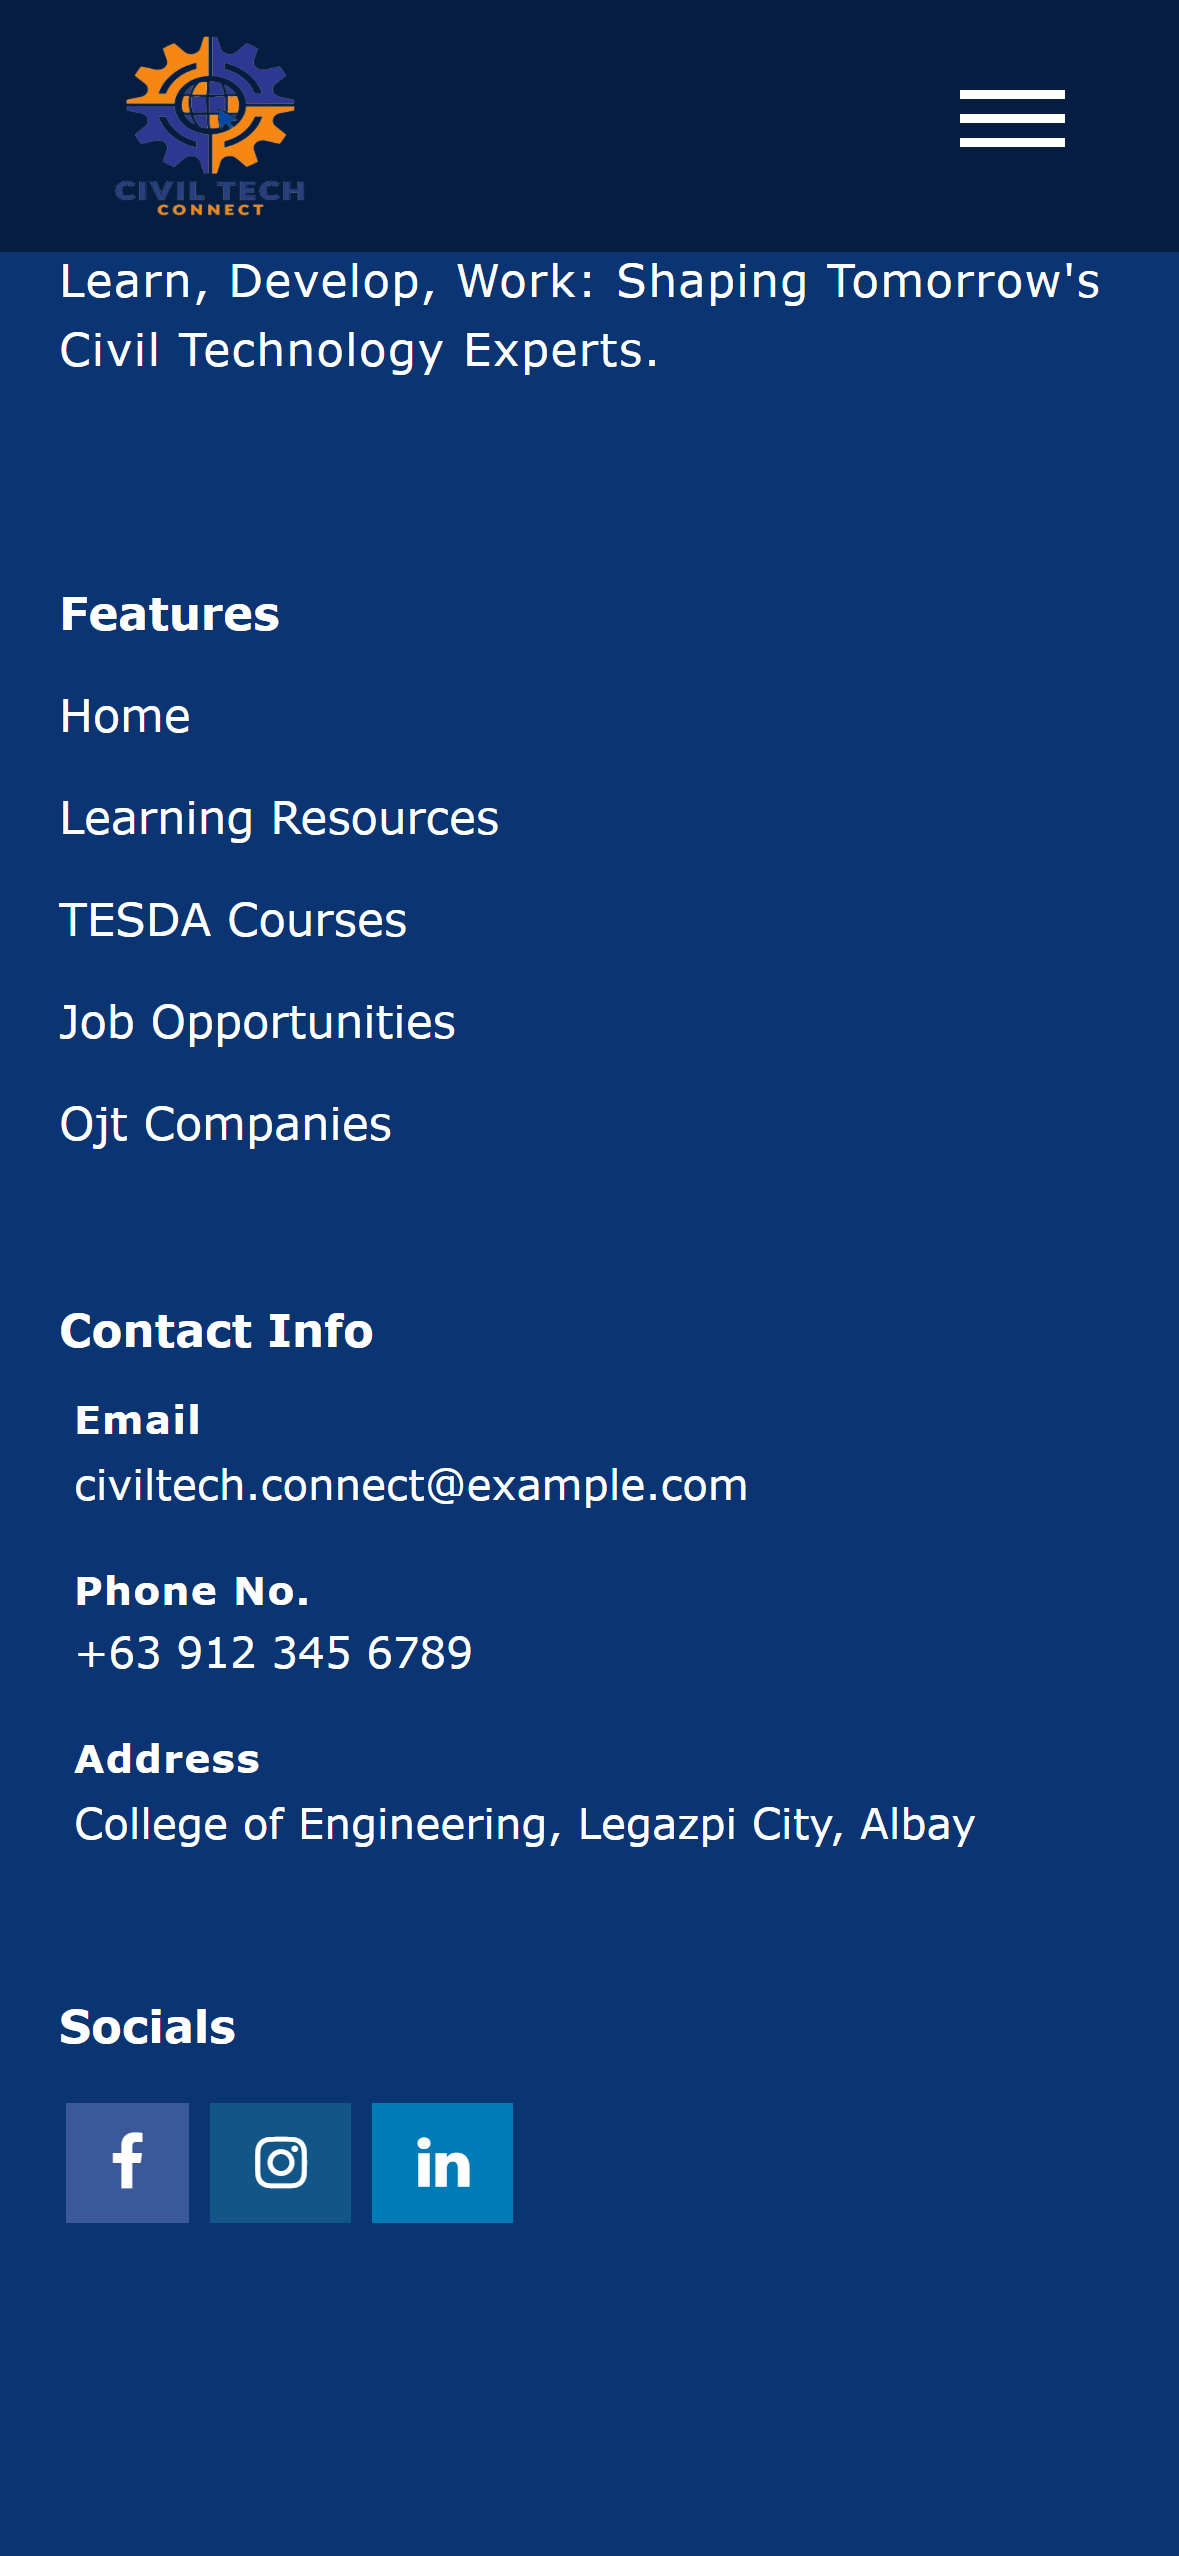 CIVIL TECH
CONNECT
Learn, Develop, Work: Shaping Tomorrow's
Civil Technology Experts.
Features
Home
Learning Resources
TESDA Courses
Job Opportunities
Ojt Companies
Contact Info
Email
civiltech.connect@example.com
Phone No.
+63 912 345 6789
Address
College of Engineering, Legazpi City, Albay
Socials